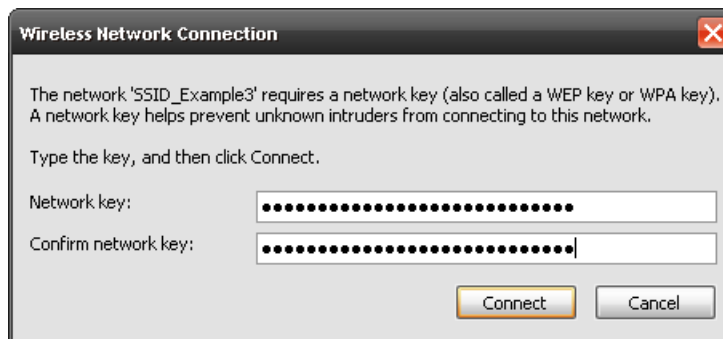 Wireless Network Connection
The network 'SSID_Example3' requires a network key (also called a WEP key or WPA key).
A network key helps prevent unknown intruders from connecting to this network.
Type the key, and then click Connect.
Network key: ••••••••••••••••••••••••••••
Confirm network key: ••••••••••••••••••••••••••••
Connect Cancel